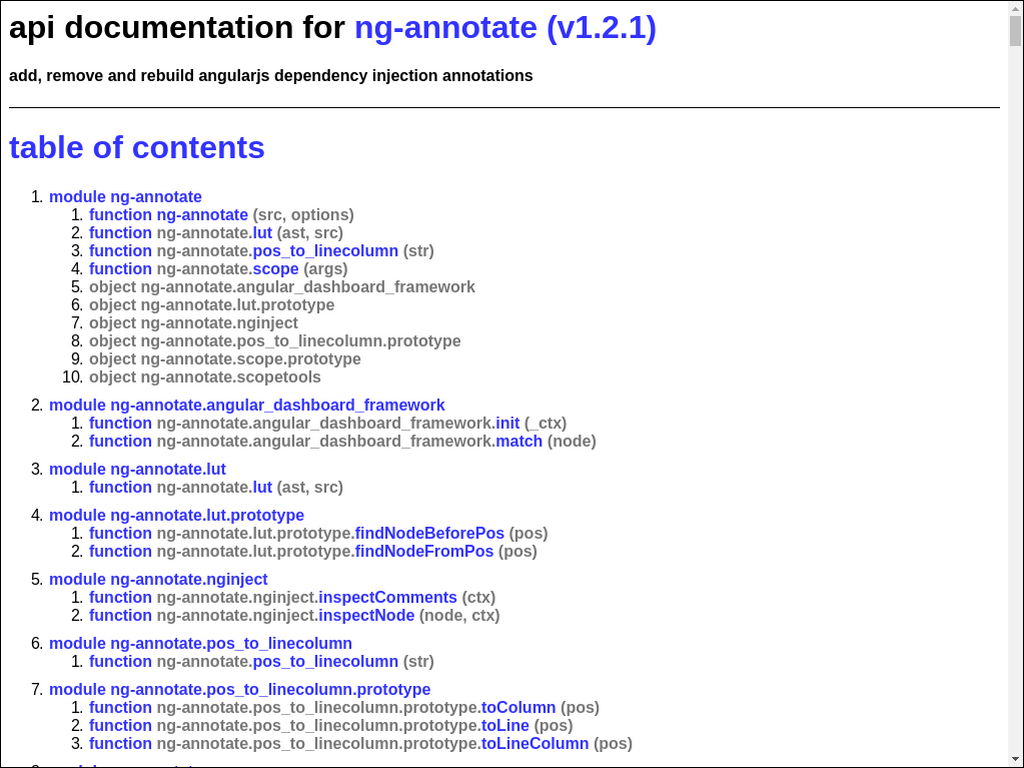 api documentation for ng-annotate (v1.2.1)
add, remove and rebuild angularjs dependency injection annotations
table of contents
1. module ng-annotate
1. function ng-annotate (src, options)
2. function ng-annotate.lut (ast, src)
3. function ng-annotate.pos_to_linecolumn (str)
4. function ng-annotate.scope (args)
5. object ng-annotate.angular_dashboard_framework
6. object ng-annotate.lut.prototype
7. object ng-annotate.nginject
8. object ng-annotate.pos_to_linecolumn.prototype
9. object ng-annotate.scope.prototype
10. object ng-annotate.scopetools
2. module ng-annotate.angular_dashboard_framework
1. function ng-annotate.angular_dashboard_framework.init (_ctx)
2. function ng-annotate.angular_dashboard_framework.match (node)
3. module ng-annotate.lut
1. function ng-annotate.lut (ast, src)
4. module ng-annotate.lut.prototype
1. function ng-annotate.lut.prototype.findNodeBeforePos (pos)
2. function ng-annotate.lut.prototype.findNodeFromPos (pos)
5. module ng-annotate.nginject
1. function ng-annotate.nginject.inspectComments (ctx)
2. function ng-annotate.nginject.inspectNode (node, ctx)
6. module ng-annotate.pos_to_linecolumn
1. function ng-annotate.pos_to_linecolumn (str)
7. module ng-annotate.pos_to_linecolumn.prototype
1. function ng-annotate.pos_to_linecolumn.prototype.toColumn (pos)
2. function ng-annotate.pos_to_linecolumn.prototype.toLine (pos)
3. function ng-annotate.pos_to_linecolumn.prototype.toLineColumn (pos)